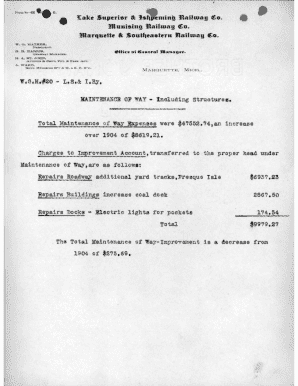 Lake Superior & Ishpeming Railway Co.
Munising Railway Co.
Marquette & Southeastern Railway Co.
Office of General Manager.
W. G. MATHER,
PRESIDENT.
MARQUETTE, MICH.,
W.G.M.#20 - L.S.& I.Ry.
MAINTENANCE OF WAY - Including Structures.
Total Maintenance of Way Expenses were $47552.74, an increase
over 1904 of $8619.21.
Charges to Improvement Account, transferred to the proper head under
Maintenance of Way, are as follows:
Repairs Roadway additional yard tracks, Presque Isle $6937.23
Repairs Buildings increase coal dock 2867.50
Repairs Docks - Electric lights for pockets 174.54
Total $9979.27
The Total Maintenance of Way-Improvement is a decrease from
1904 of $275.69.